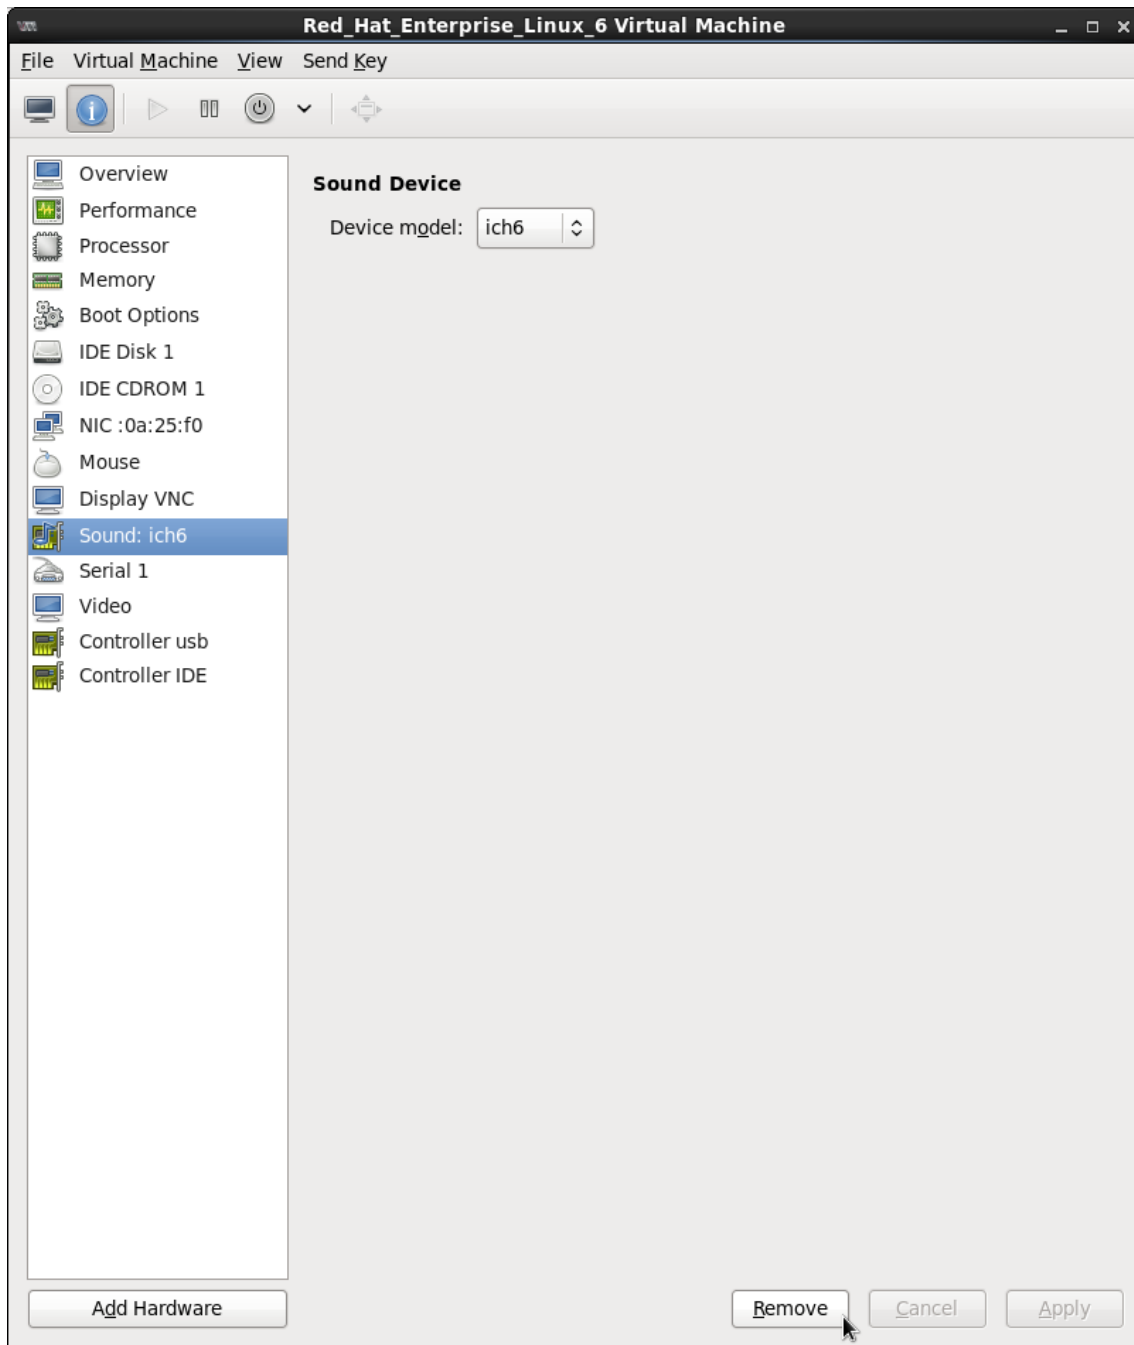 Red_Hat_Enterprise_Linux_6 Virtual Machine
File Virtual Machine View Send Key
Overview
Performance
Processor
Memory
Boot Options
IDE Disk 1
IDE CDROM 1
NIC :0a:25:f0
Mouse
Display VNC
Sound: ich6
Serial 1
Video
Controller usb
Controller IDE
Sound Device
Device model: ich6
Add Hardware
Remove Cancel Apply